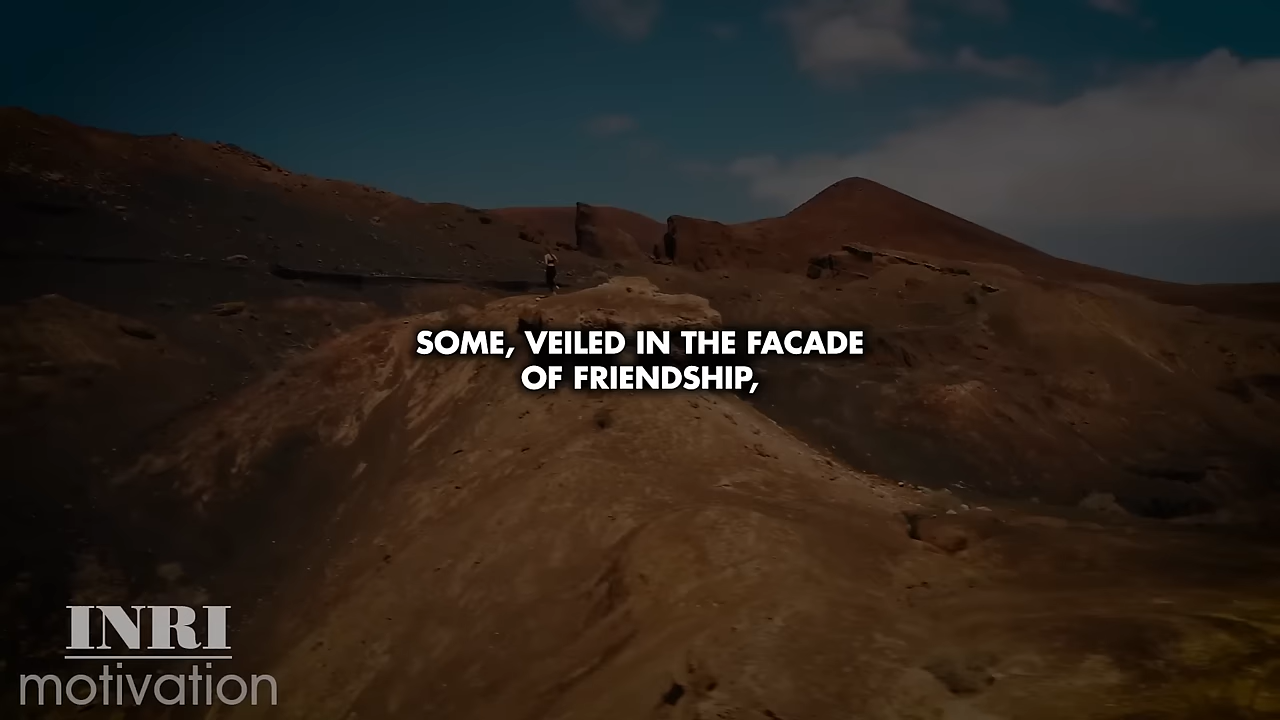 SOME, VEILED IN THE FACADE
OF FRIENDSHIP,
INRI
motivation